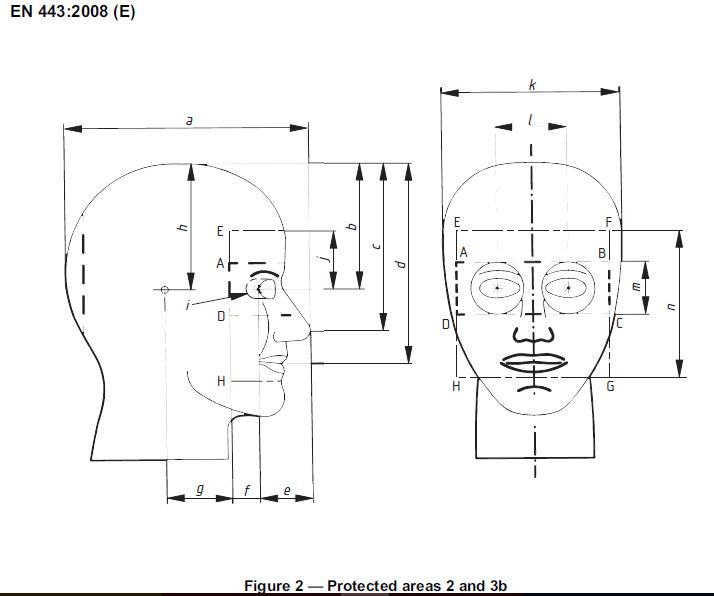 EN 443:2008 (E)
k
a
l
h
b
c
d
j
E
A
i
D
H
E
F
A
B
m
n
D
C
H
G
g
f
e
Figure 2 — Protected areas 2 and 3b